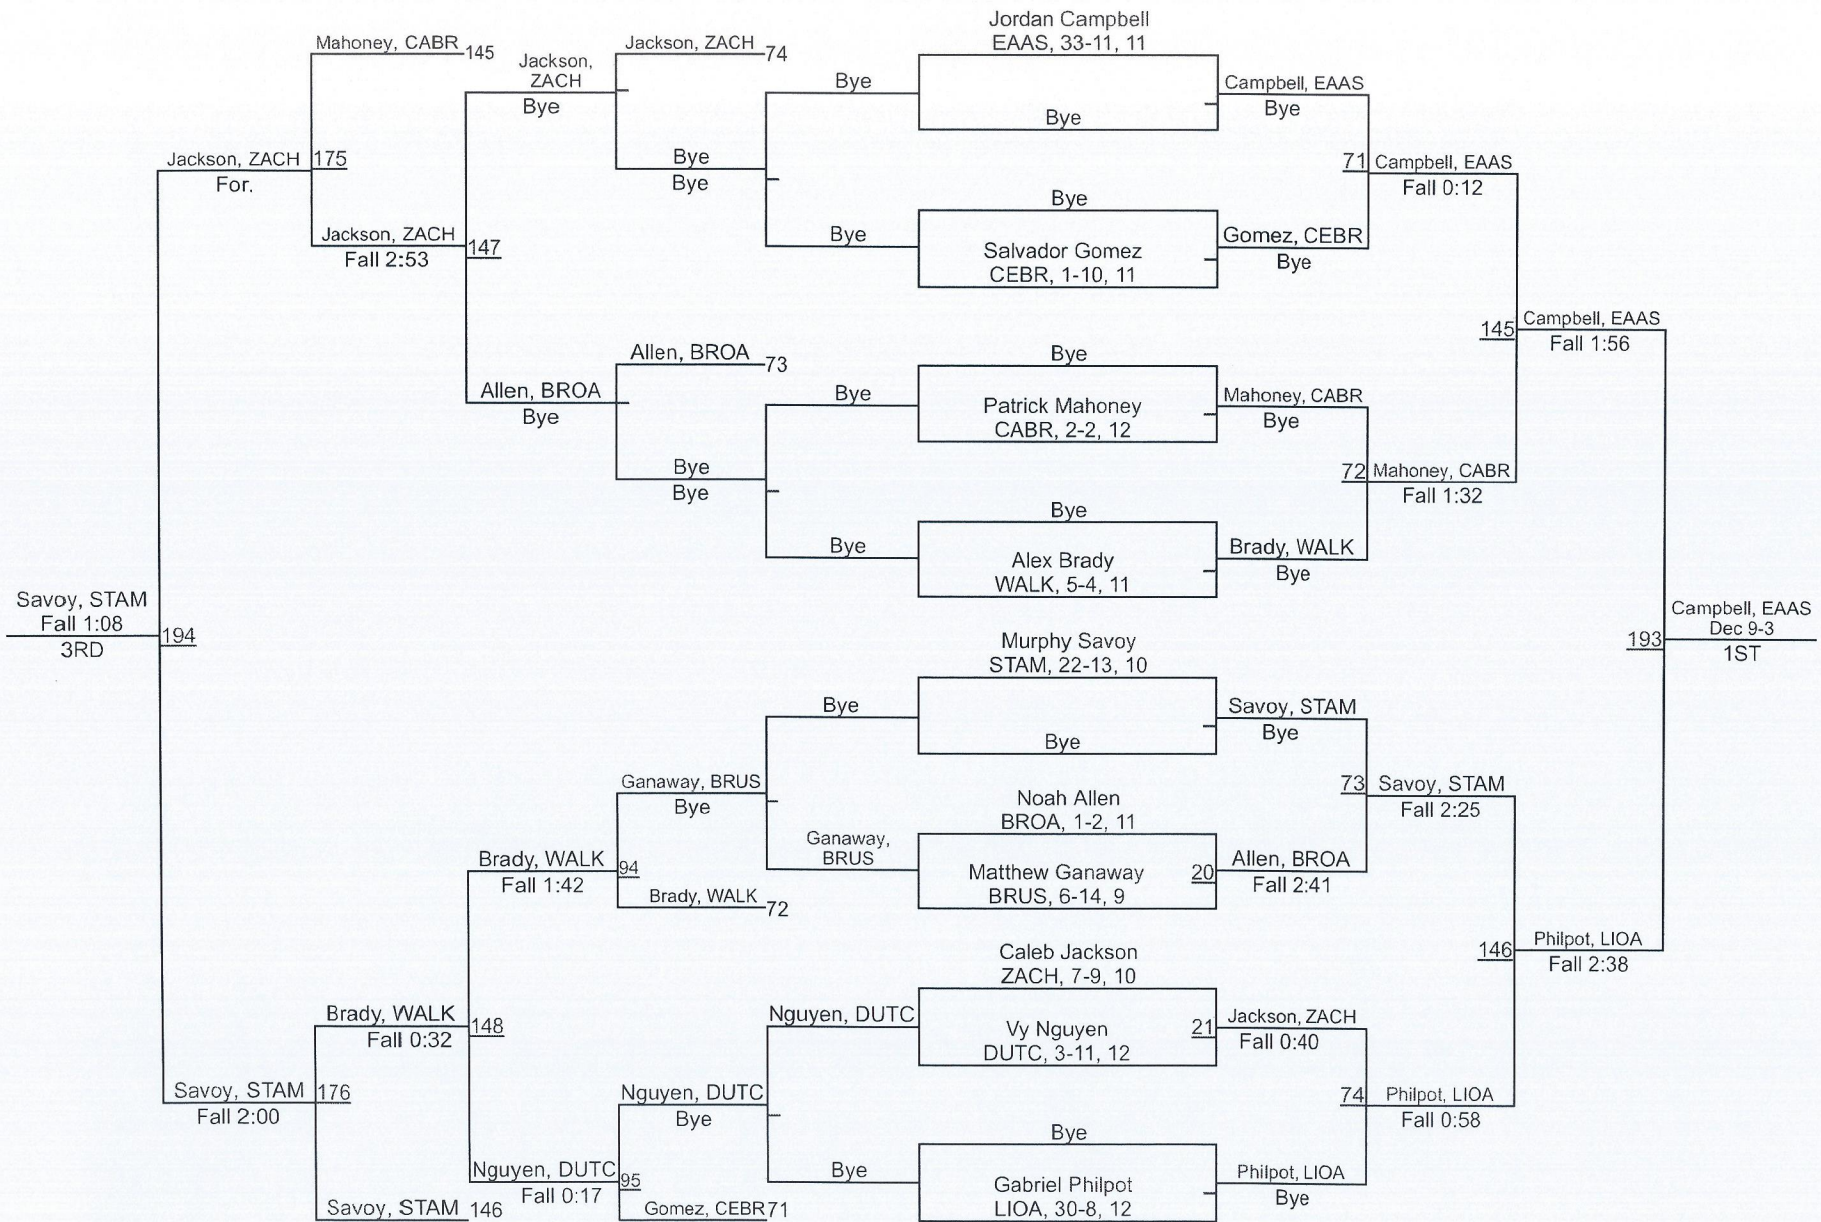 Jordan Campbell
EAAS, 33-11, 11
Bye
Bye
Salvador Gomez
CEBR, 1-10, 11
Bye
Patrick Mahoney
CABR, 2-2, 12
Bye
Alex Brady
WALK, 5-4, 11
Murphy Savoy
STAM, 22-13, 10
Bye
Noah Allen
BROA, 1-2, 11
Matthew Ganaway
BRUS, 6-14, 9
20
Caleb Jackson
ZACH, 7-9, 10
Vy Nguyen
DUTC, 3-11, 12
21
Bye
Gabriel Philpot
LIOA, 30-8, 12
Campbell, EAAS
Bye
Gomez, CEBR
Bye
Mahoney, CABR
Bye
Brady, WALK
Bye
Savoy, STAM
Bye
Allen, BROA
Fall 2:41
Jackson, ZACH
Fall 0:40
Philpot, LIOA
Bye
71
Campbell, EAAS
Fall 0:12
72
Mahoney, CABR
Fall 1:32
73
Savoy, STAM
Fall 2:25
74
Philpot, LIOA
Fall 0:58
145
Campbell, EAAS
Fall 1:56
146
Philpot, LIOA
Fall 2:38
193
Campbell, EAAS
Dec 9-3
1ST
Bye
Bye
Bye
Bye
Bye
Ganaway,
BRUS
Nguyen, DUTC
Bye
Jackson, ZACH
74
Bye
Bye
Allen, BROA
73
Bye
Bye
Ganaway, BRUS
Bye
Brady, WALK
72
Nguyen, DUTC
Bye
Gomez, CEBR
71
Jackson,
ZACH
Bye
Allen, BROA
Bye
Brady, WALK
Fall 1:42
94
Nguyen, DUTC
Fall 0:17
95
Mahoney, CABR
145
Jackson, ZACH
Fall 2:53
147
Brady, WALK
Fall 0:32
148
Savoy, STAM
146
Jackson, ZACH
For.
175
Savoy, STAM
Fall 2:00
176
Savoy, STAM
Fall 1:08
3RD
194